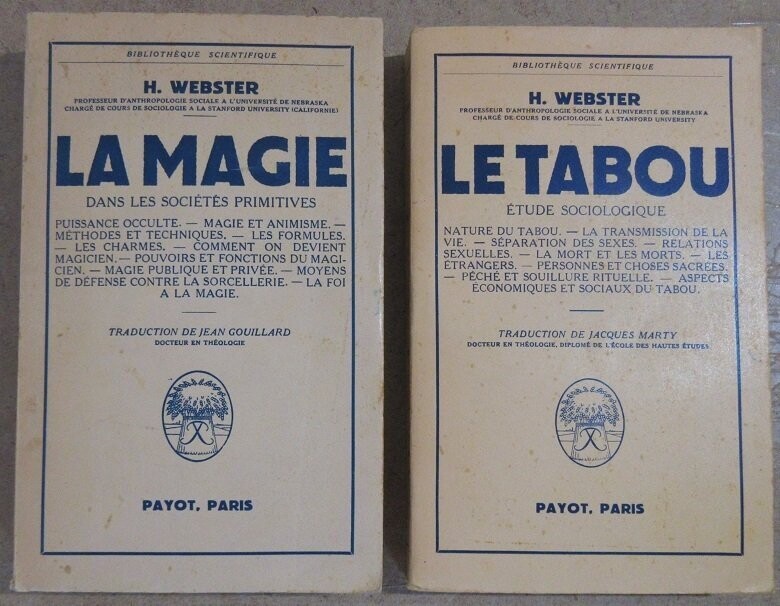 BIBLIOTHÈQUE SCIENTIFIQUE
H. WEBSTER
PROFESSEUR D'ANTHROPOLOGIE SOCIALE A L'UNIVERSITÉ DE NEBRASKA
CHARGÉ DE COURS DE SOCIOLOGIE A LA STANFORD UNIVERSITY (CALIFORNIE)
LA MAGIE
DANS LES SOCIÉTÉS PRIMITIVES
PUISSANCE OCCULTE. — MAGIE ET ANIMISME. —
MÉTHODES ET TECHNIQUES. — LES FORMULES.
— LES CHARMES. — COMMENT ON DEVIENT
MAGICIEN. — POUVOIRS ET FONCTIONS DU MAGI-
CIEN. — MAGIE PUBLIQUE ET PRIVÉE. — MOYENS
DE DÉFENSE CONTRE LA SORCELLERIE. — LA FOI
A LA MAGIE.
TRADUCTION DE JEAN GOUILLARD
DOCTEUR EN THÉOLOGIE
PAYOT, PARIS
BIBLIOTHÈQUE SCIENTIFIQUE
H. WEBSTER
PROFESSEUR D'ANTHROPOLOGIE SOCIALE A L'UNIVERSITÉ DE NEBRASKA
CHARGÉ DE COURS DE SOCIOLOGIE A LA STANFORD UNIVERSITY
LE TABOU
ÉTUDE SOCIOLOGIQUE
NATURE DU TABOU. — LA TRANSMISSION DE LA
VIE. — SÉPARATION DES SEXES. — RELATIONS
SEXUELLES. — LA MORT ET LES MORTS. — LES
ÉTRANGERS. — PERSONNES ET CHOSES SACRÉES.
— PÉCHÉ ET SOUILLURE RITUELLE. — ASPECTS
ÉCONOMIQUES ET SOCIAUX DU TABOU.
TRADUCTION DE JACQUES MARTY
DOCTEUR EN THÉOLOGIE, DIPLOMÉ DE L'ÉCOLE DES HAUTES ÉTUDES
PAYOT, PARIS